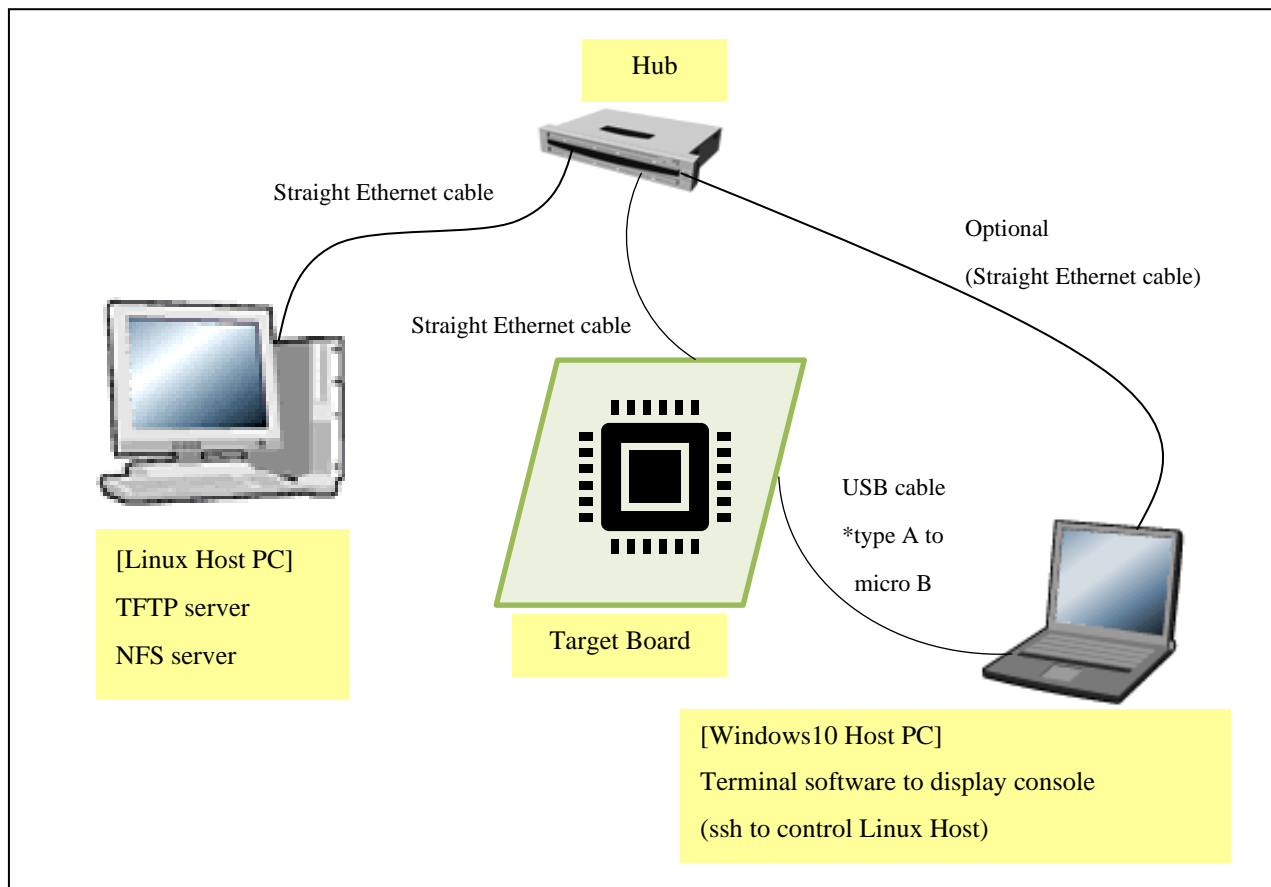 Hub
Straight Ethernet cable
Optional
(Straight Ethernet cable)
Straight Ethernet cable
USB cable
*type A to
micro B
[Linux Host PC]
TFTP server
NFS server
Target Board
[Windows10 Host PC]
Terminal software to display console
(ssh to control Linux Host)